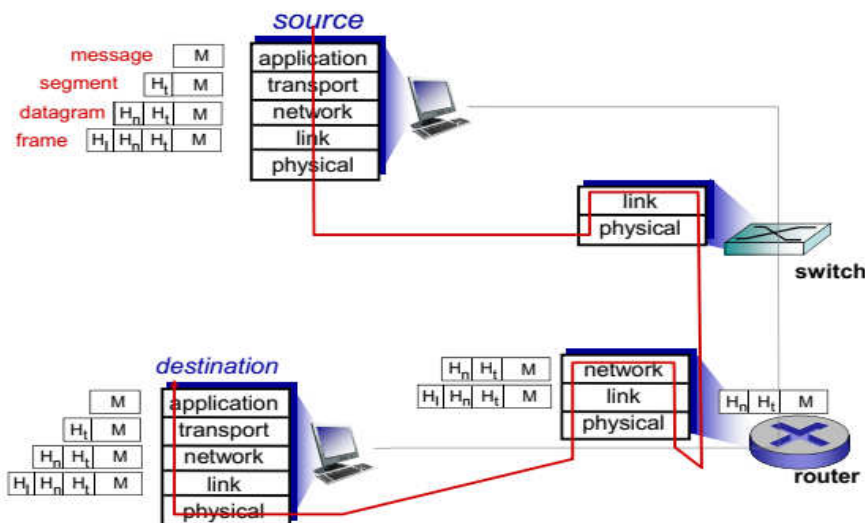 source
message M
application
segment Ht M
transport
datagram Hn Ht M
network
frame Hl Hn Ht M
link
physical
link
physical
switch
destination
Hn Ht M
network
M
application
Hl Hn Ht M
link
Hn Ht M
Ht M
transport
physical
Hn Ht M
network
Hl Hn Ht M
link
router
physical